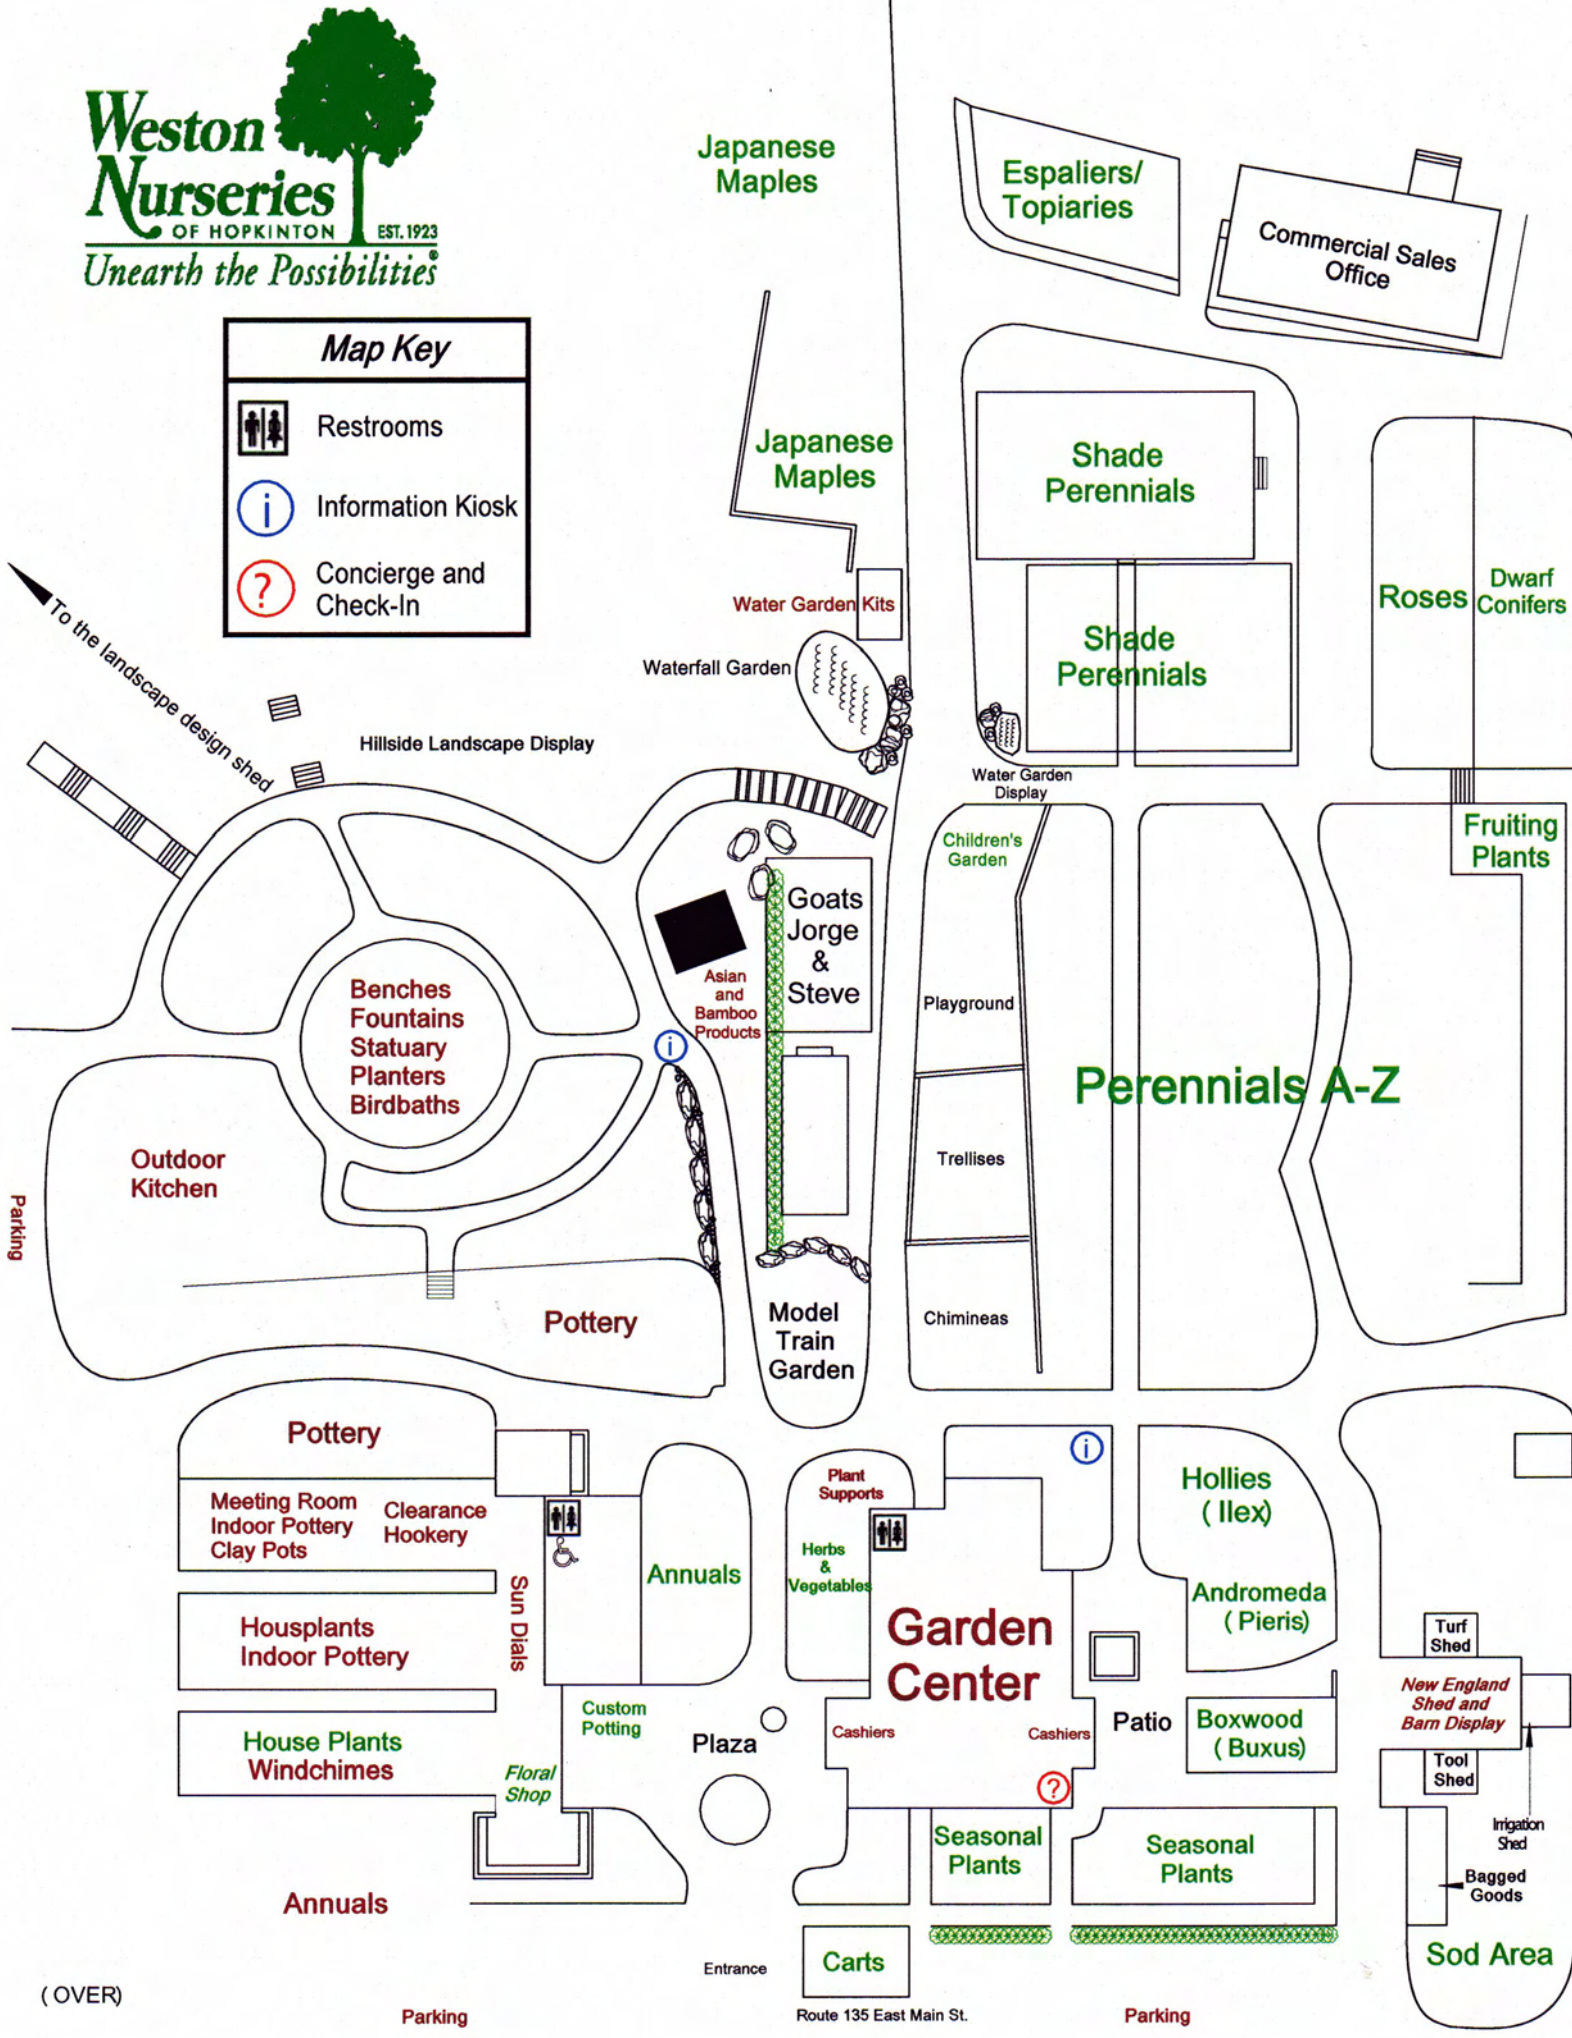 Weston
Nurseries
OF HOPKINTON
EST. 1923
Unearth the Possibilities®
Map Key
Restrooms
i
Information Kiosk
?
Concierge and
Check-In
Japanese
Maples
Espaliers/
Topiaries
Commercial Sales
Office
Japanese
Maples
Shade
Perennials
Roses
Dwarf
Conifers
Water Garden Kits
Shade
Perennials
Waterfall Garden
To the landscape design shed
Hillside Landscape Display
Water Garden
Display
Children's
Garden
Fruiting
Plants
Goats
Jorge
&
Steve
Asian
and
Bamboo
Products
Benches
Fountains
Statuary
Planters
Birdbaths
i
Playground
Perennials A-Z
Outdoor
Kitchen
Trellises
Parking
Pottery
Model
Train
Garden
Chimineas
Pottery
i
Meeting Room
Indoor Pottery
Clay Pots
Clearance
Hookery
Plant
Supports
Hollies
( Ilex)
Herbs
&
Vegetables
Annuals
Sun Dials
Andromeda
( Pieris)
Housplants
Indoor Pottery
Garden
Center
Turf
Shed
New England
Shed and
Barn Display
Custom
Potting
Plaza
Cashiers
Cashiers
Patio
Boxwood
( Buxus)
House Plants
Windchimes
Floral
Shop
?
Tool
Shed
Irrigation
Shed
Seasonal
Plants
Seasonal
Plants
Bagged
Goods
Annuals
Sod Area
Carts
Entrance
( OVER)
Parking
Route 135 East Main St.
Parking